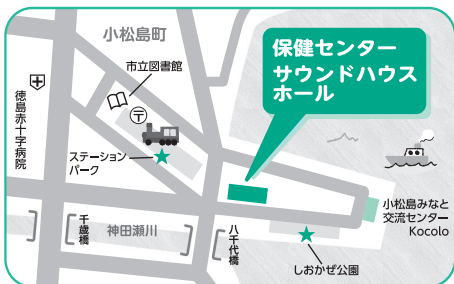 小松島町
市立図書館
〒
徳島赤十字病院
ステーション
パーク
保健センター
サウンドハウス
ホール
小松島みなと
交流センター
Kocolo
千歳橋
神田瀬川
八千代橋
しおかぜ公園